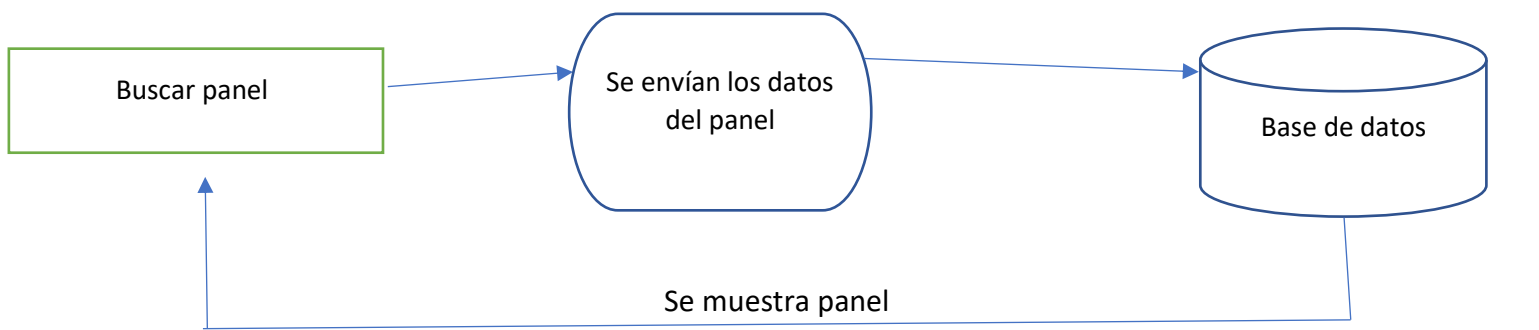 Buscar panel
Se envían los datos
del panel
Base de datos
Se muestra panel